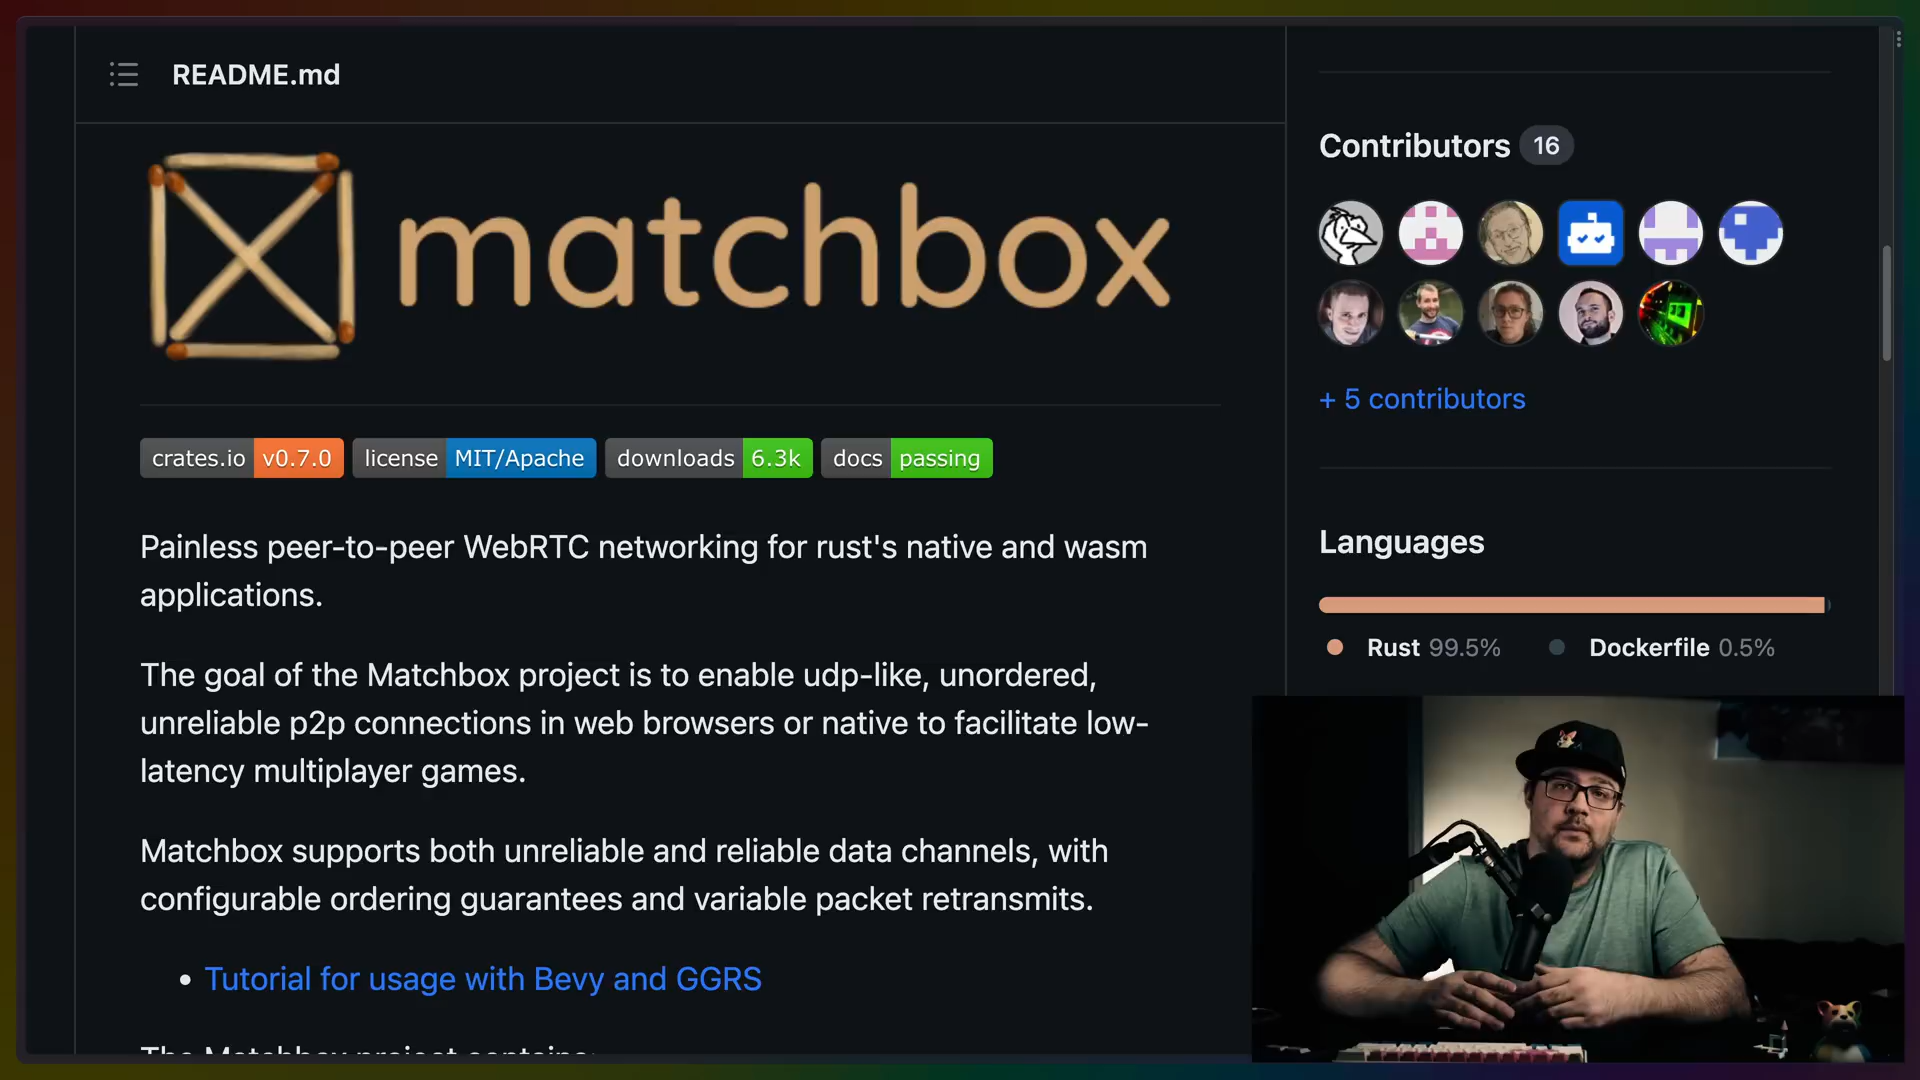 README.md
matchbox
crates.io v0.7.0 license MIT/Apache downloads 6.3k docs passing
Painless peer-to-peer WebRTC networking for rust's native and wasm
applications.
The goal of the Matchbox project is to enable udp-like, unordered,
unreliable p2p connections in web browsers or native to facilitate low-
latency multiplayer games.
Matchbox supports both unreliable and reliable data channels, with
configurable ordering guarantees and variable packet retransmits.
• Tutorial for usage with Bevy and GGRS
The Matchbox project contains:
Contributors 16
+ 5 contributors
Languages
Rust 99.5% Dockerfile 0.5%